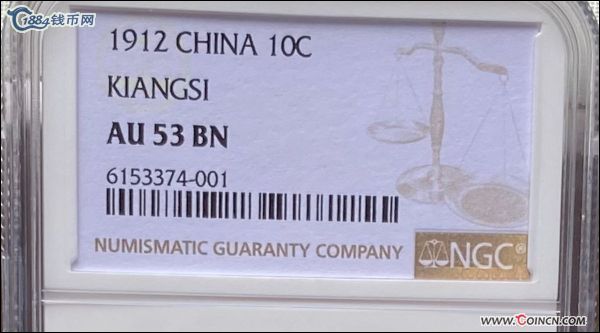 1884钱币网
1912 CHINA 10C
KIANGSI
AU 53 BN
6153374-001
NUMISMATIC GUARANTY COMPANY
NGC®
www.COINCN.com